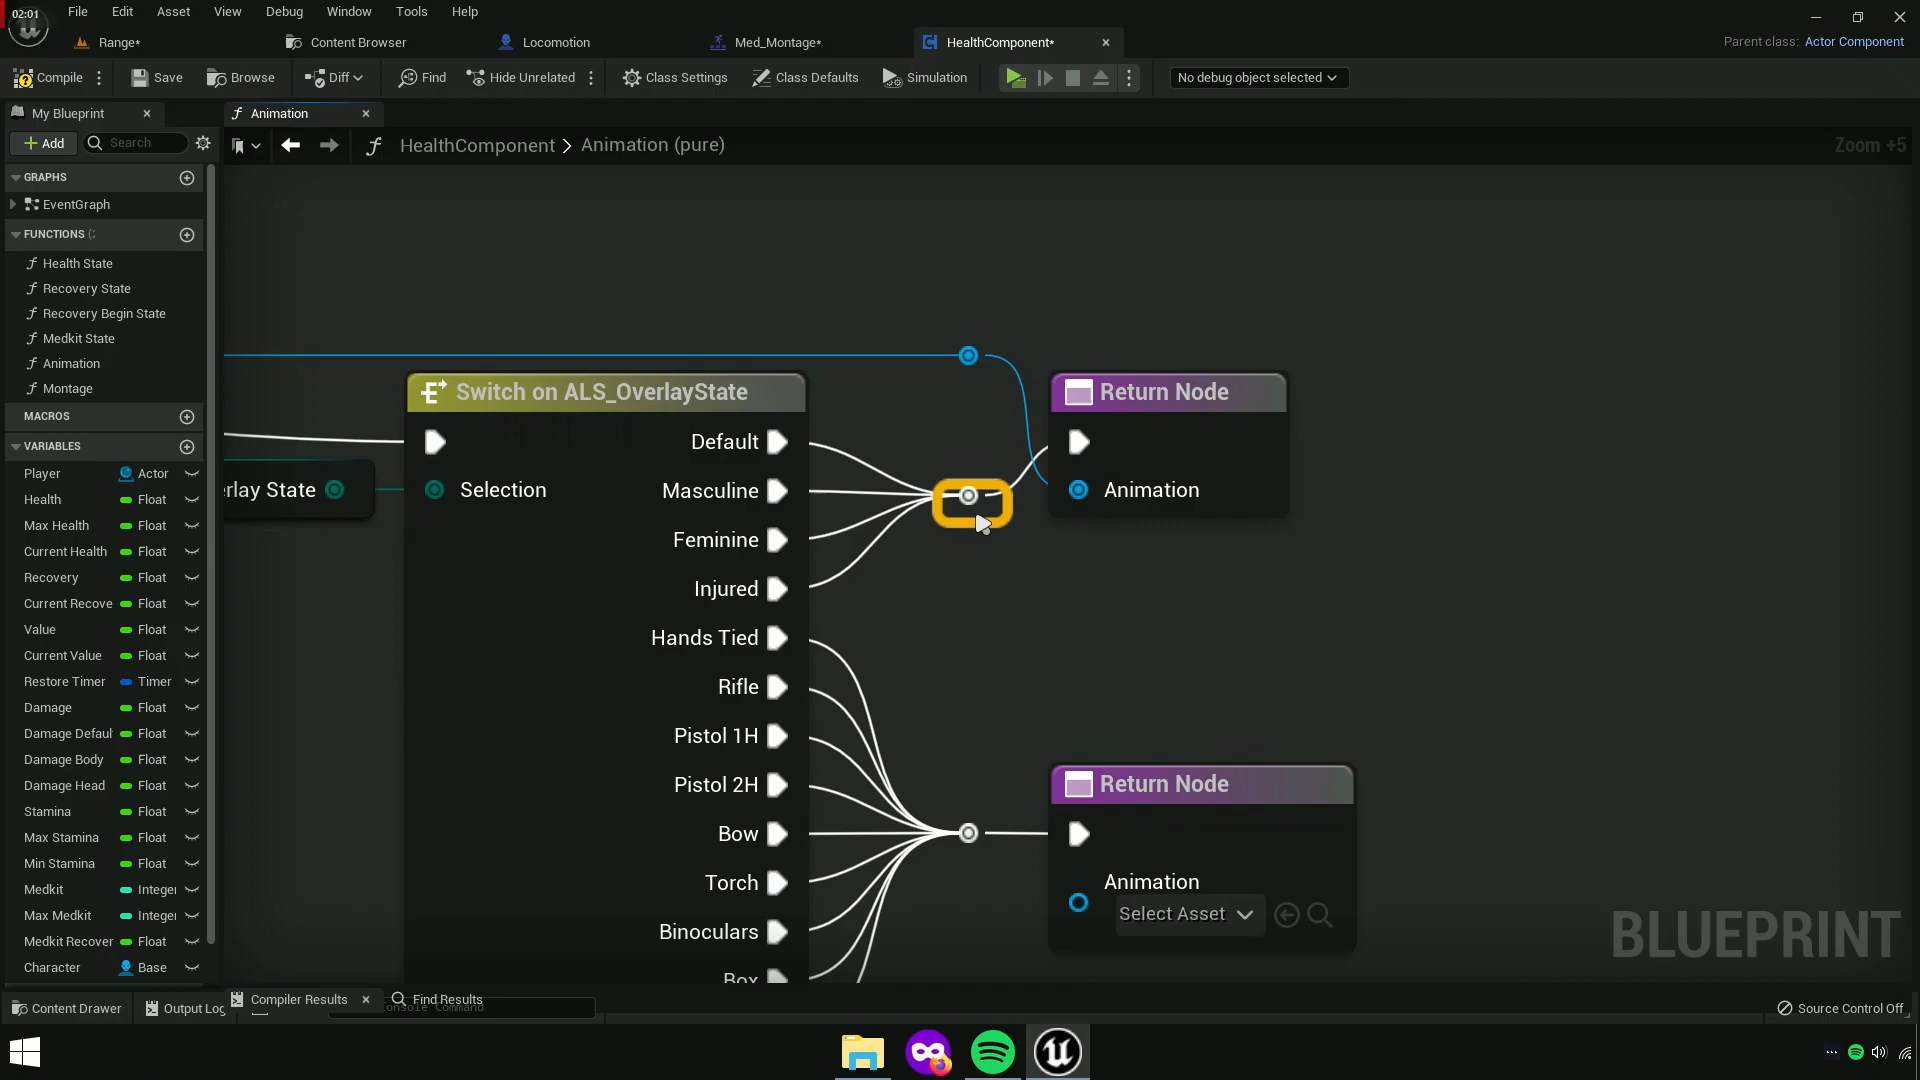 02:01
File Edit Asset View Debug Window Tools Help
Range* Content Browser Locomotion Med_Montage* HealthComponent*
Parent class: Actor Component
Compile Save Browse Diff Find Hide Unrelated Class Settings Class Defaults Simulation No debug object selected
My Blueprint Animation
Add Search HealthComponent > Animation (pure) Zoom +5
GRAPHS
EventGraph
FUNCTIONS
Health State
Recovery State
Recovery Begin State
Medkit State
Animation
Montage
MACROS
VARIABLES
Player Actor
Health Float
Max Health Float
Current Health Float
Recovery Float
Current Recove Float
Value Float
Current Value Float
Restore Timer Timer
Damage Float
Damage Defaul Float
Damage Body Float
Damage Head Float
Stamina Float
Max Stamina Float
Min Stamina Float
Medkit Integer
Max Medkit Integer
Medkit Recover Float
Character Base
Switch on ALS_OverlayState
rlay State
Selection
Default
Masculine
Feminine
Injured
Hands Tied
Rifle
Pistol 1H
Pistol 2H
Bow
Torch
Binoculars
Box
Return Node
Animation
Return Node
Animation
Select Asset
BLUEPRINT
Content Drawer Output Log Compiler Results Find Results
onsole Command
Source Control Off